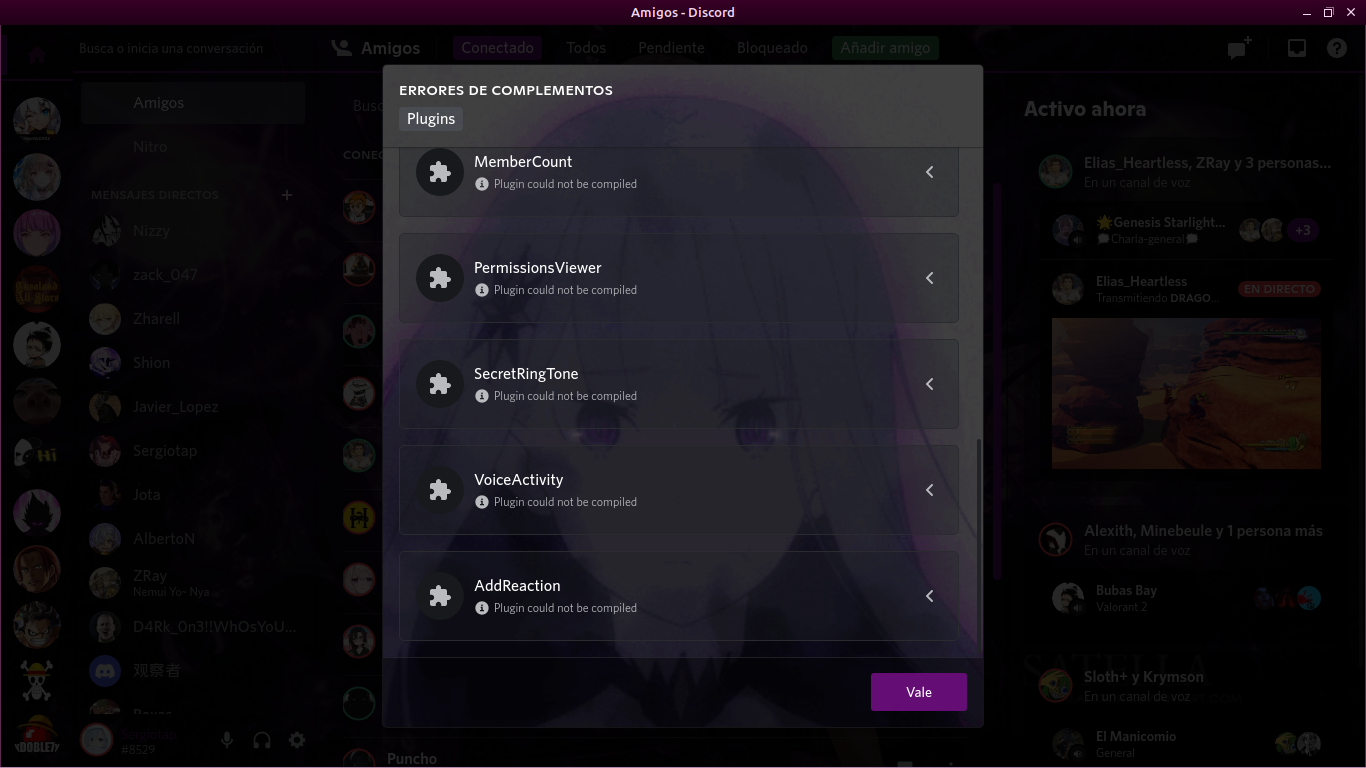 Amigos - Discord
Busca o inicia una conversación
Amigos
Conectado
Todos
Pendiente
Bloqueado
Añadir amigo
Amigos
Nitro
MENSAJES DIRECTOS
Nizzy
zack_047
Zharell
Shion
Javier_Lopez
Sergiotap
Jota
AlbertoN
ZRay
Nemui Yo~ Nya
D4Rk_0n3!!WhOsYoU...
观察者
Sergiotap
#8529
ERRORES DE COMPLEMENTOS
Plugins
MemberCount
Plugin could not be compiled
PermissionsViewer
Plugin could not be compiled
SecretRingTone
Plugin could not be compiled
VoiceActivity
Plugin could not be compiled
AddReaction
Plugin could not be compiled
Vale
Puncho
Activo ahora
Elias_Heartless, ZRay y 3 personas...
En un canal de voz
Genesis Starlight...
Charla-general
+3
Elias_Heartless
Transmitiendo DRAGO...
EN DIRECTO
Alexith, Minebeule y 1 persona más
En un canal de voz
Bubas Bay
Valorant 2
Sloth+ y Krymson
En un canal de voz
El Manicomio
General